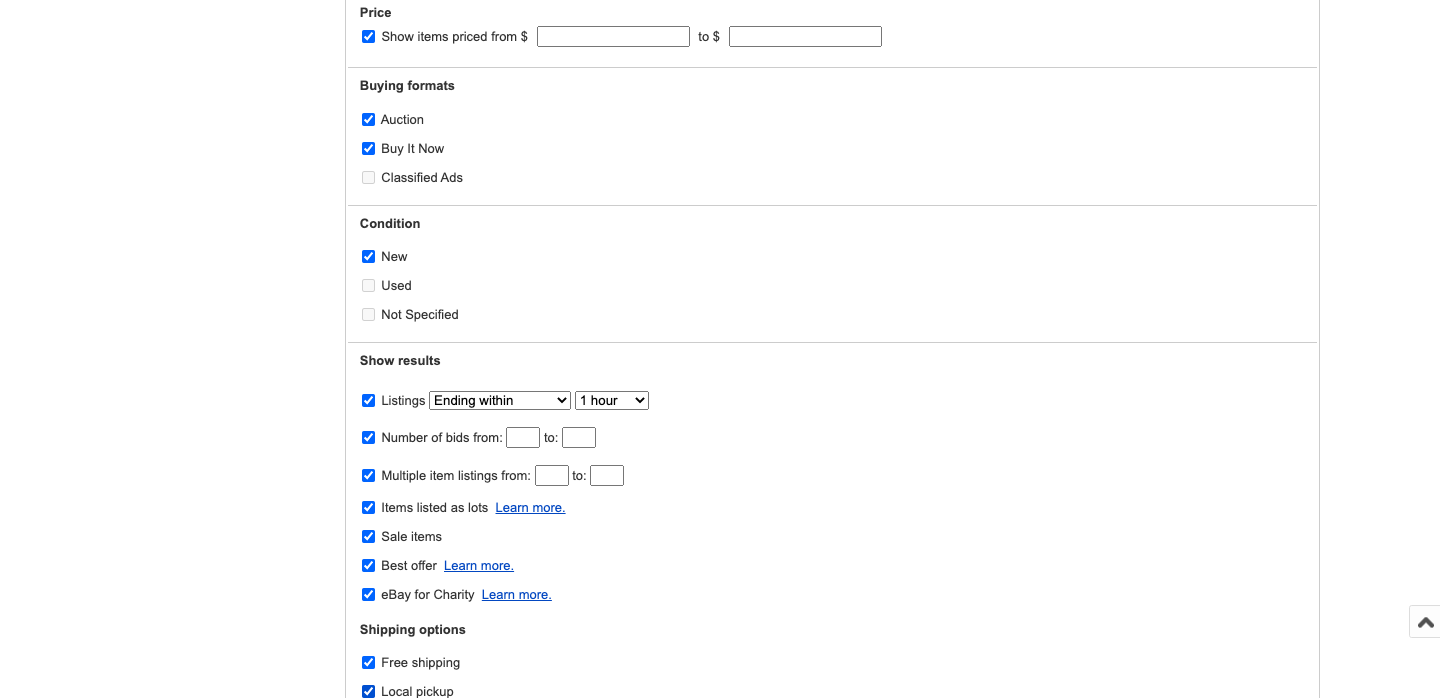 Price
Show items priced from $ to $
Buying formats
Auction
Buy It Now
Classified Ads
Condition
New
Used
Not Specified
Show results
Listings Ending within 1 hour
Number of bids from: to:
Multiple item listings from: to:
Items listed as lots Learn more.
Sale items
Best offer Learn more.
eBay for Charity Learn more.
Shipping options
Free shipping
Local pickup